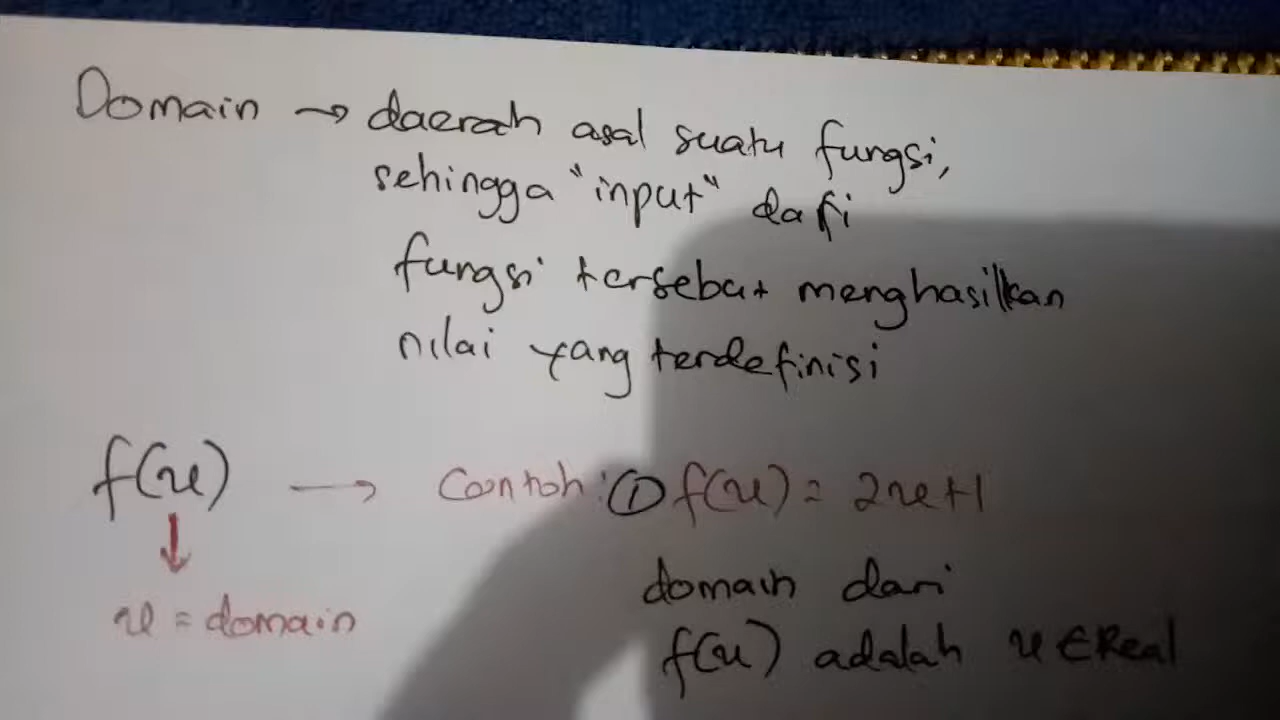 Domain → daerah asal suatu fungsi,
sehingga "input" dari
fungsi tersebut menghasilkan
nilai yang terdefinisi
f(x) → Contoh: ① f(x) = 2x+1
↓
x = domain
domain dari
f(x) adalah x ∈ Real